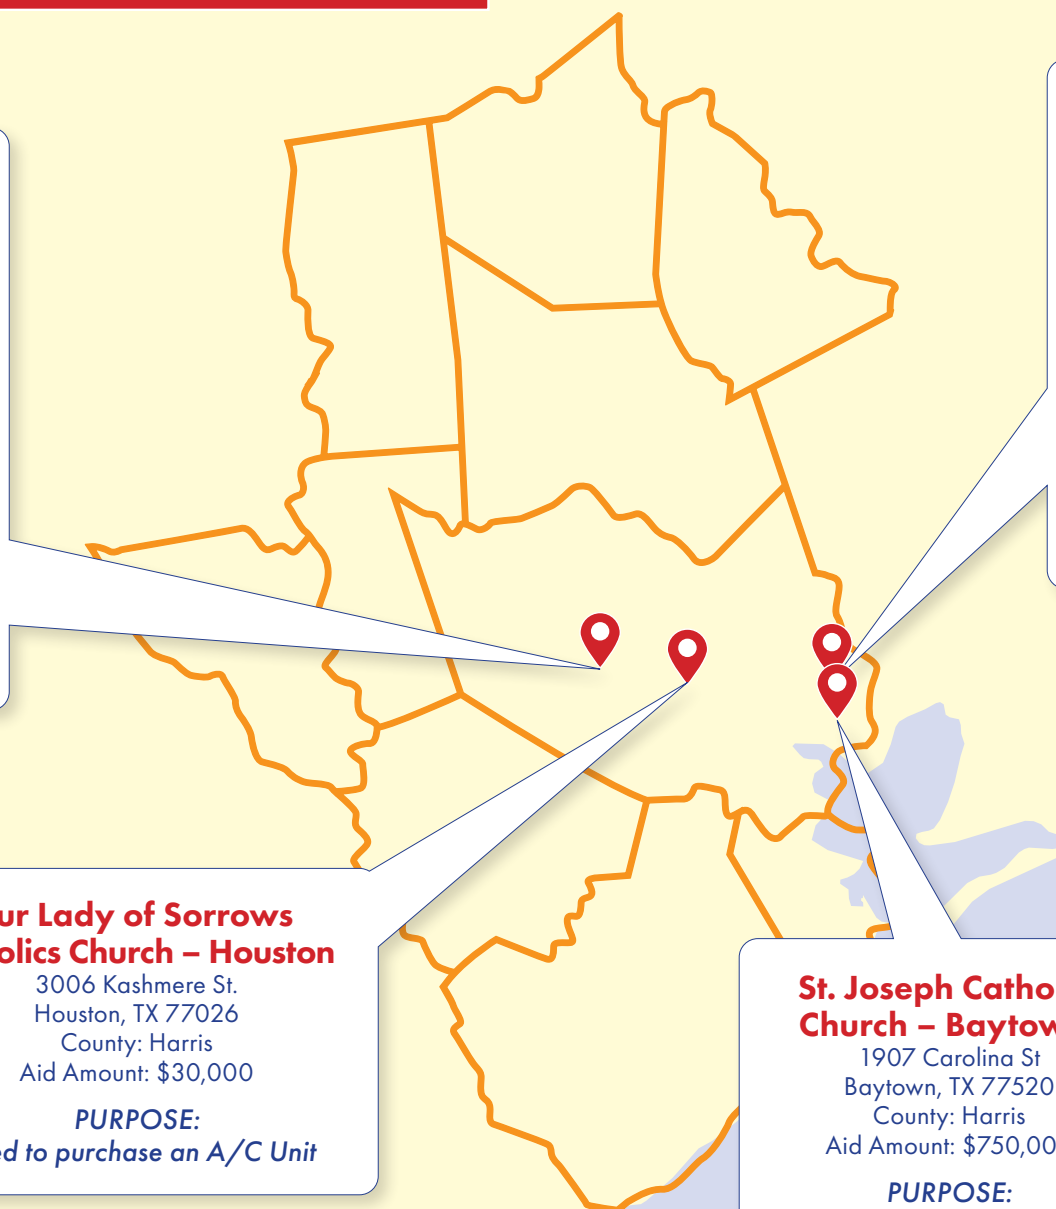 ur Lady of Sorrows
olics Church – Houston
3006 Kashmere St.
Houston, TX 77026
County: Harris
Aid Amount: $30,000
PURPOSE:
ed to purchase an A/C Unit
St. Joseph Catho
Church – Baytow
1907 Carolina St
Baytown, TX 77520
County: Harris
Aid Amount: $750,00
PURPOSE: